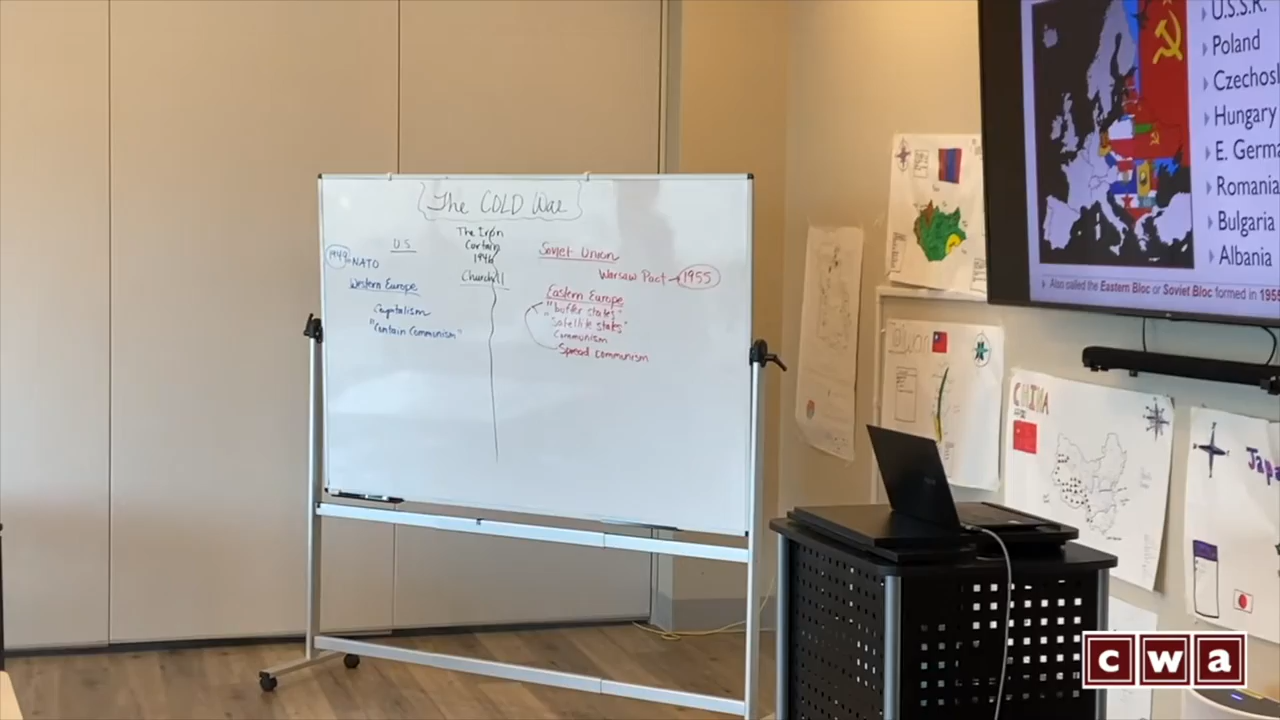 The COLD War
The Iron
Curtain
1946
Churchill
U.S
1949 NATO
Western Europe
Capitalism
"Contain Communism"
Soviet Union
Warsaw Pact → 1955
Eastern Europe
"buffer states"
"Satellite states"
Communism
Spread communism
U.S.S.R.
Poland
Czechosl
Hungary
E. Germa
Romania
Bulgaria
Albania
Also called the Eastern Bloc or Soviet Bloc formed in 1955
CHINA
Japa
cwa